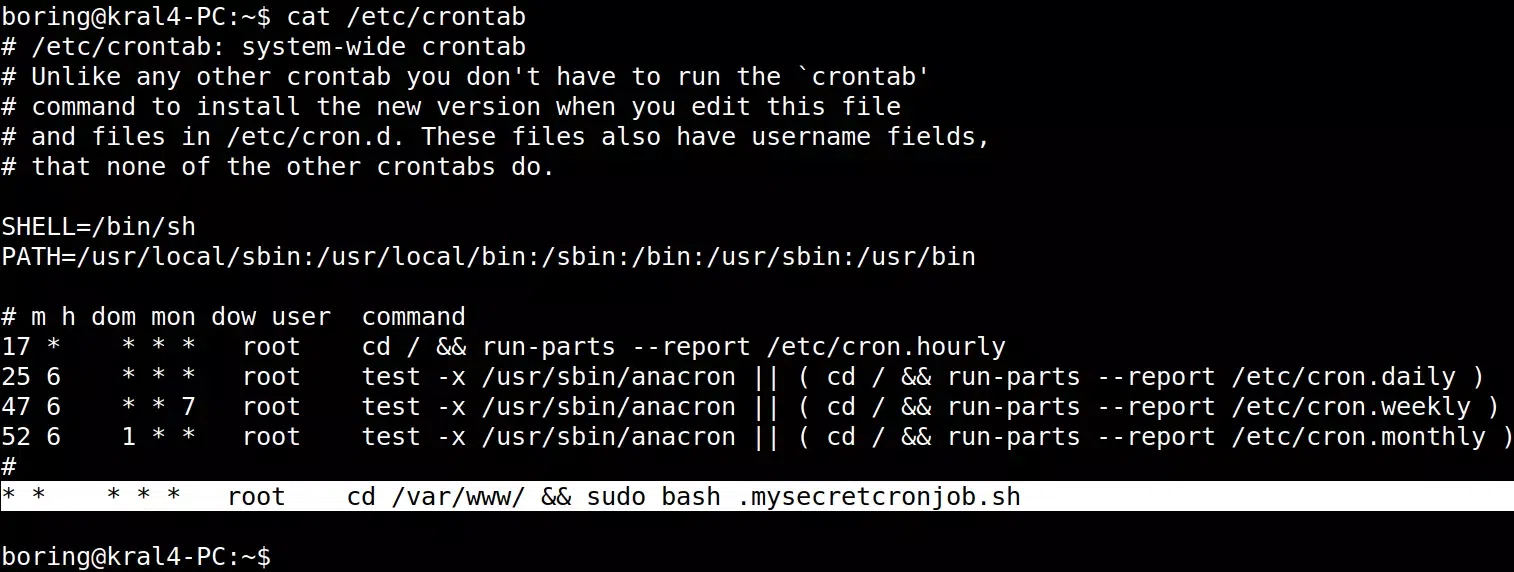 boring@kral4-PC:~$ cat /etc/crontab
# /etc/crontab: system-wide crontab
# Unlike any other crontab you don't have to run the `crontab'
# command to install the new version when you edit this file
# and files in /etc/cron.d. These files also have username fields,
# that none of the other crontabs do.

SHELL=/bin/sh
PATH=/usr/local/sbin:/usr/local/bin:/sbin:/bin:/usr/sbin:/usr/bin

# m h dom mon dow user  command
17 *    * * *   root    cd / && run-parts --report /etc/cron.hourly
25 6    * * *   root    test -x /usr/sbin/anacron || ( cd / && run-parts --report /etc/cron.daily )
47 6    * * 7   root    test -x /usr/sbin/anacron || ( cd / && run-parts --report /etc/cron.weekly )
52 6    1 * *   root    test -x /usr/sbin/anacron || ( cd / && run-parts --report /etc/cron.monthly )
#
* *    * * *   root    cd /var/www/ && sudo bash .mysecretcronjob.sh

boring@kral4-PC:~$